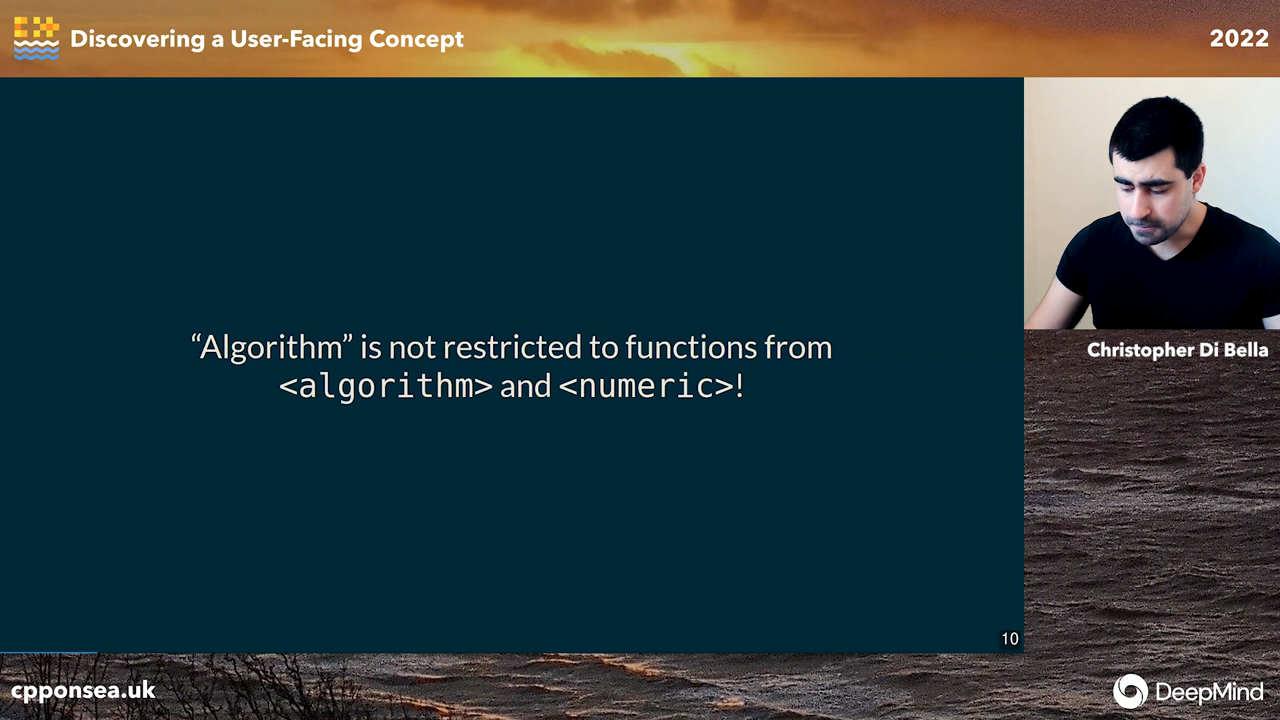 Discovering a User-Facing Concept
2022
“Algorithm” is not restricted to functions from
<algorithm> and <numeric>!
Christopher Di Bella
10
cpponsea.uk
DeepMind